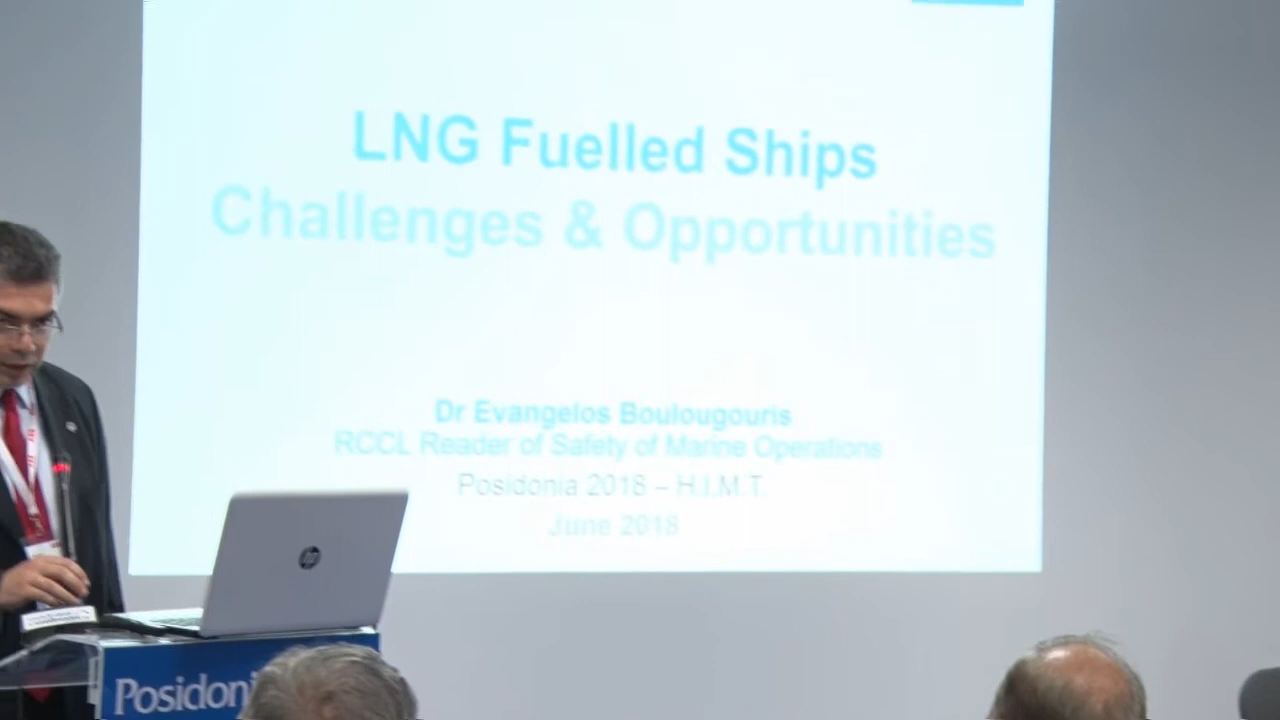 LNG Fuelled Ships
Challenges & Opportunities
Dr Evangelos Boulougouris
RCCL Reader of Safety of Marine Operations
Posidonia 2018 – H.I.M.T.
June 2018
hp
Posidoni